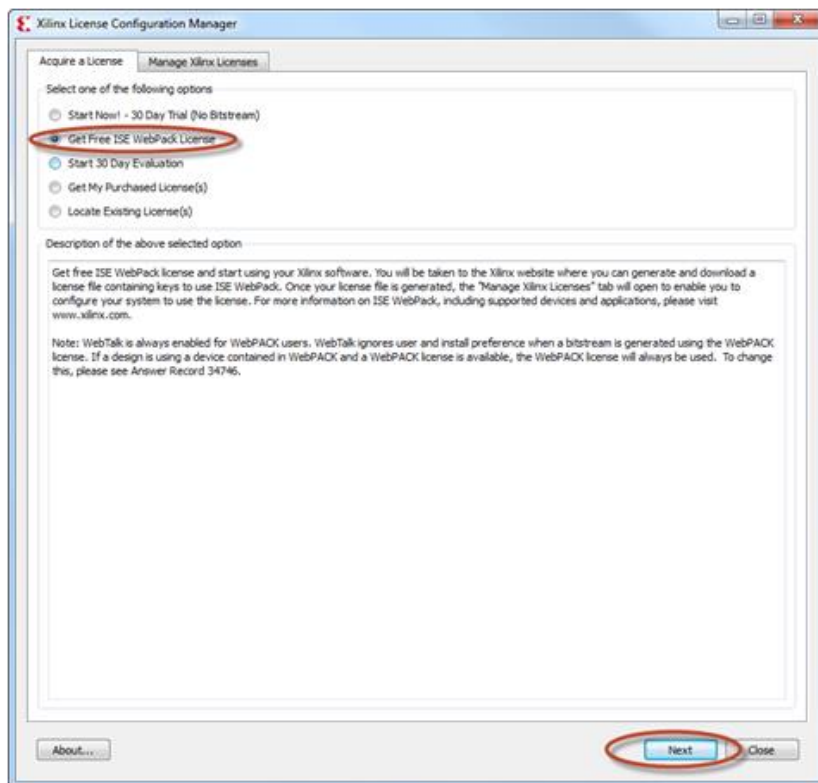 Xilinx License Configuration Manager
Acquire a License
Manage Xilinx Licenses
Select one of the following options
Start Now! - 30 Day Trial (No Bitstream)
Get Free ISE WebPack License
Start 30 Day Evaluation
Get My Purchased License(s)
Locate Existing License(s)
Description of the above selected option
Get free ISE WebPack license and start using your Xilinx software. You will be taken to the Xilinx website where you can generate and download a
license file containing keys to use ISE WebPack. Once your license file is generated, the "Manage Xilinx Licenses" tab will open to enable you to
configure your system to use the license. For more information on ISE WebPack, including supported devices and applications, please visit
www.xilinx.com.
Note: WebTalk is always enabled for WebPACK users. WebTalk ignores user and install preference when a bitstream is generated using the WebPACK
license. If a design is using a device contained in WebPACK and a WebPACK license is available, the WebPACK license will always be used. To change
this, please see Answer Record 34746.
About...
Next
Close